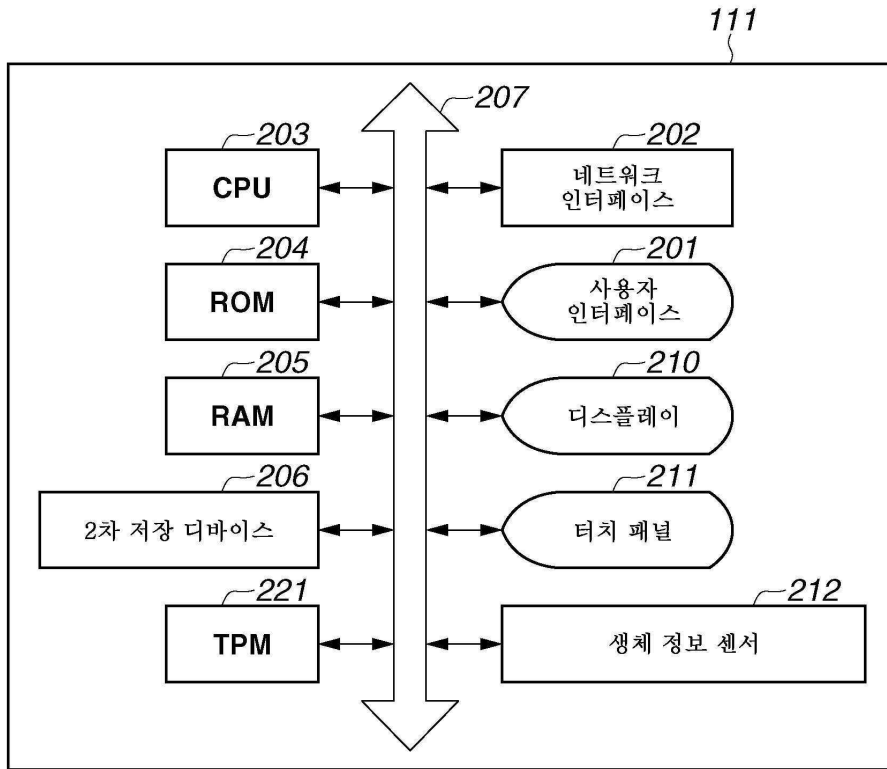 111
207
203
CPU
202
네트워크
인터페이스
204
ROM
201
사용자
인터페이스
205
RAM
210
디스플레이
206
2차 저장 디바이스
211
터치 패널
221
TPM
212
생체 정보 센서